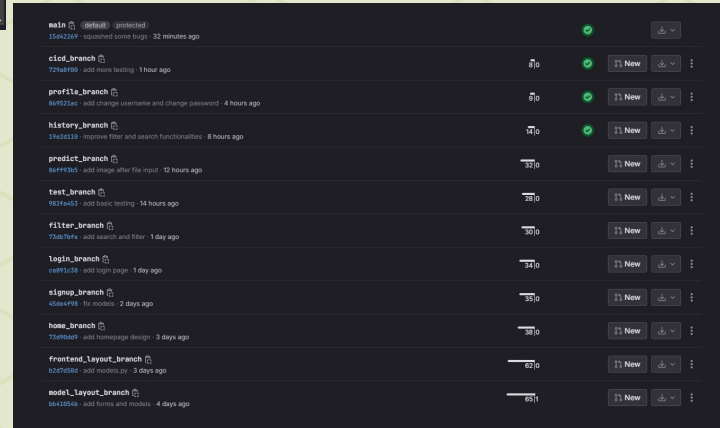 main default protected
15d42269 · squashed some bugs · 32 minutes ago
cicd_branch 8|0 New
729a8f80 · add more testing · 1 hour ago
profile_branch 9|0 New
869521ac · add change username and change password · 4 hours ago
history_branch 14|0 New
19e2d110 · improve filter and search functionalities · 8 hours ago
predict_branch 32|0 New
86ff93b5 · add image after file input · 12 hours ago
test_branch 28|0 New
982fa453 · add basic testing · 14 hours ago
filter_branch 30|0 New
73db7bfe · add search and filter · 1 day ago
login_branch 34|0 New
ca891c38 · add login page · 1 day ago
signup_branch 35|0 New
45de4f98 · fix models · 2 days ago
home_branch 38|0 New
73d90dd9 · add homepage design · 3 days ago
frontend_layout_branch 62|0 New
b2d7d58d · add models.py · 3 days ago
model_layout_branch 65|1 New
bb41054b · add forms and models · 4 days ago